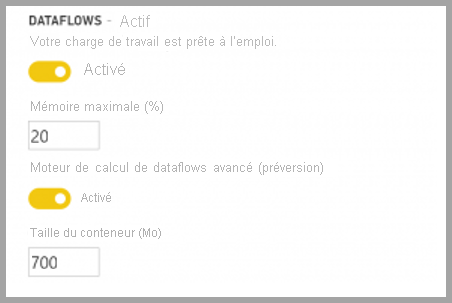 DATAFLOWS - Actif
Votre charge de travail est prête à l'emploi.
Activé
Mémoire maximale (%)
20
Moteur de calcul de dataflows avancé (préversion)
Activé
Taille du conteneur (Mo)
700